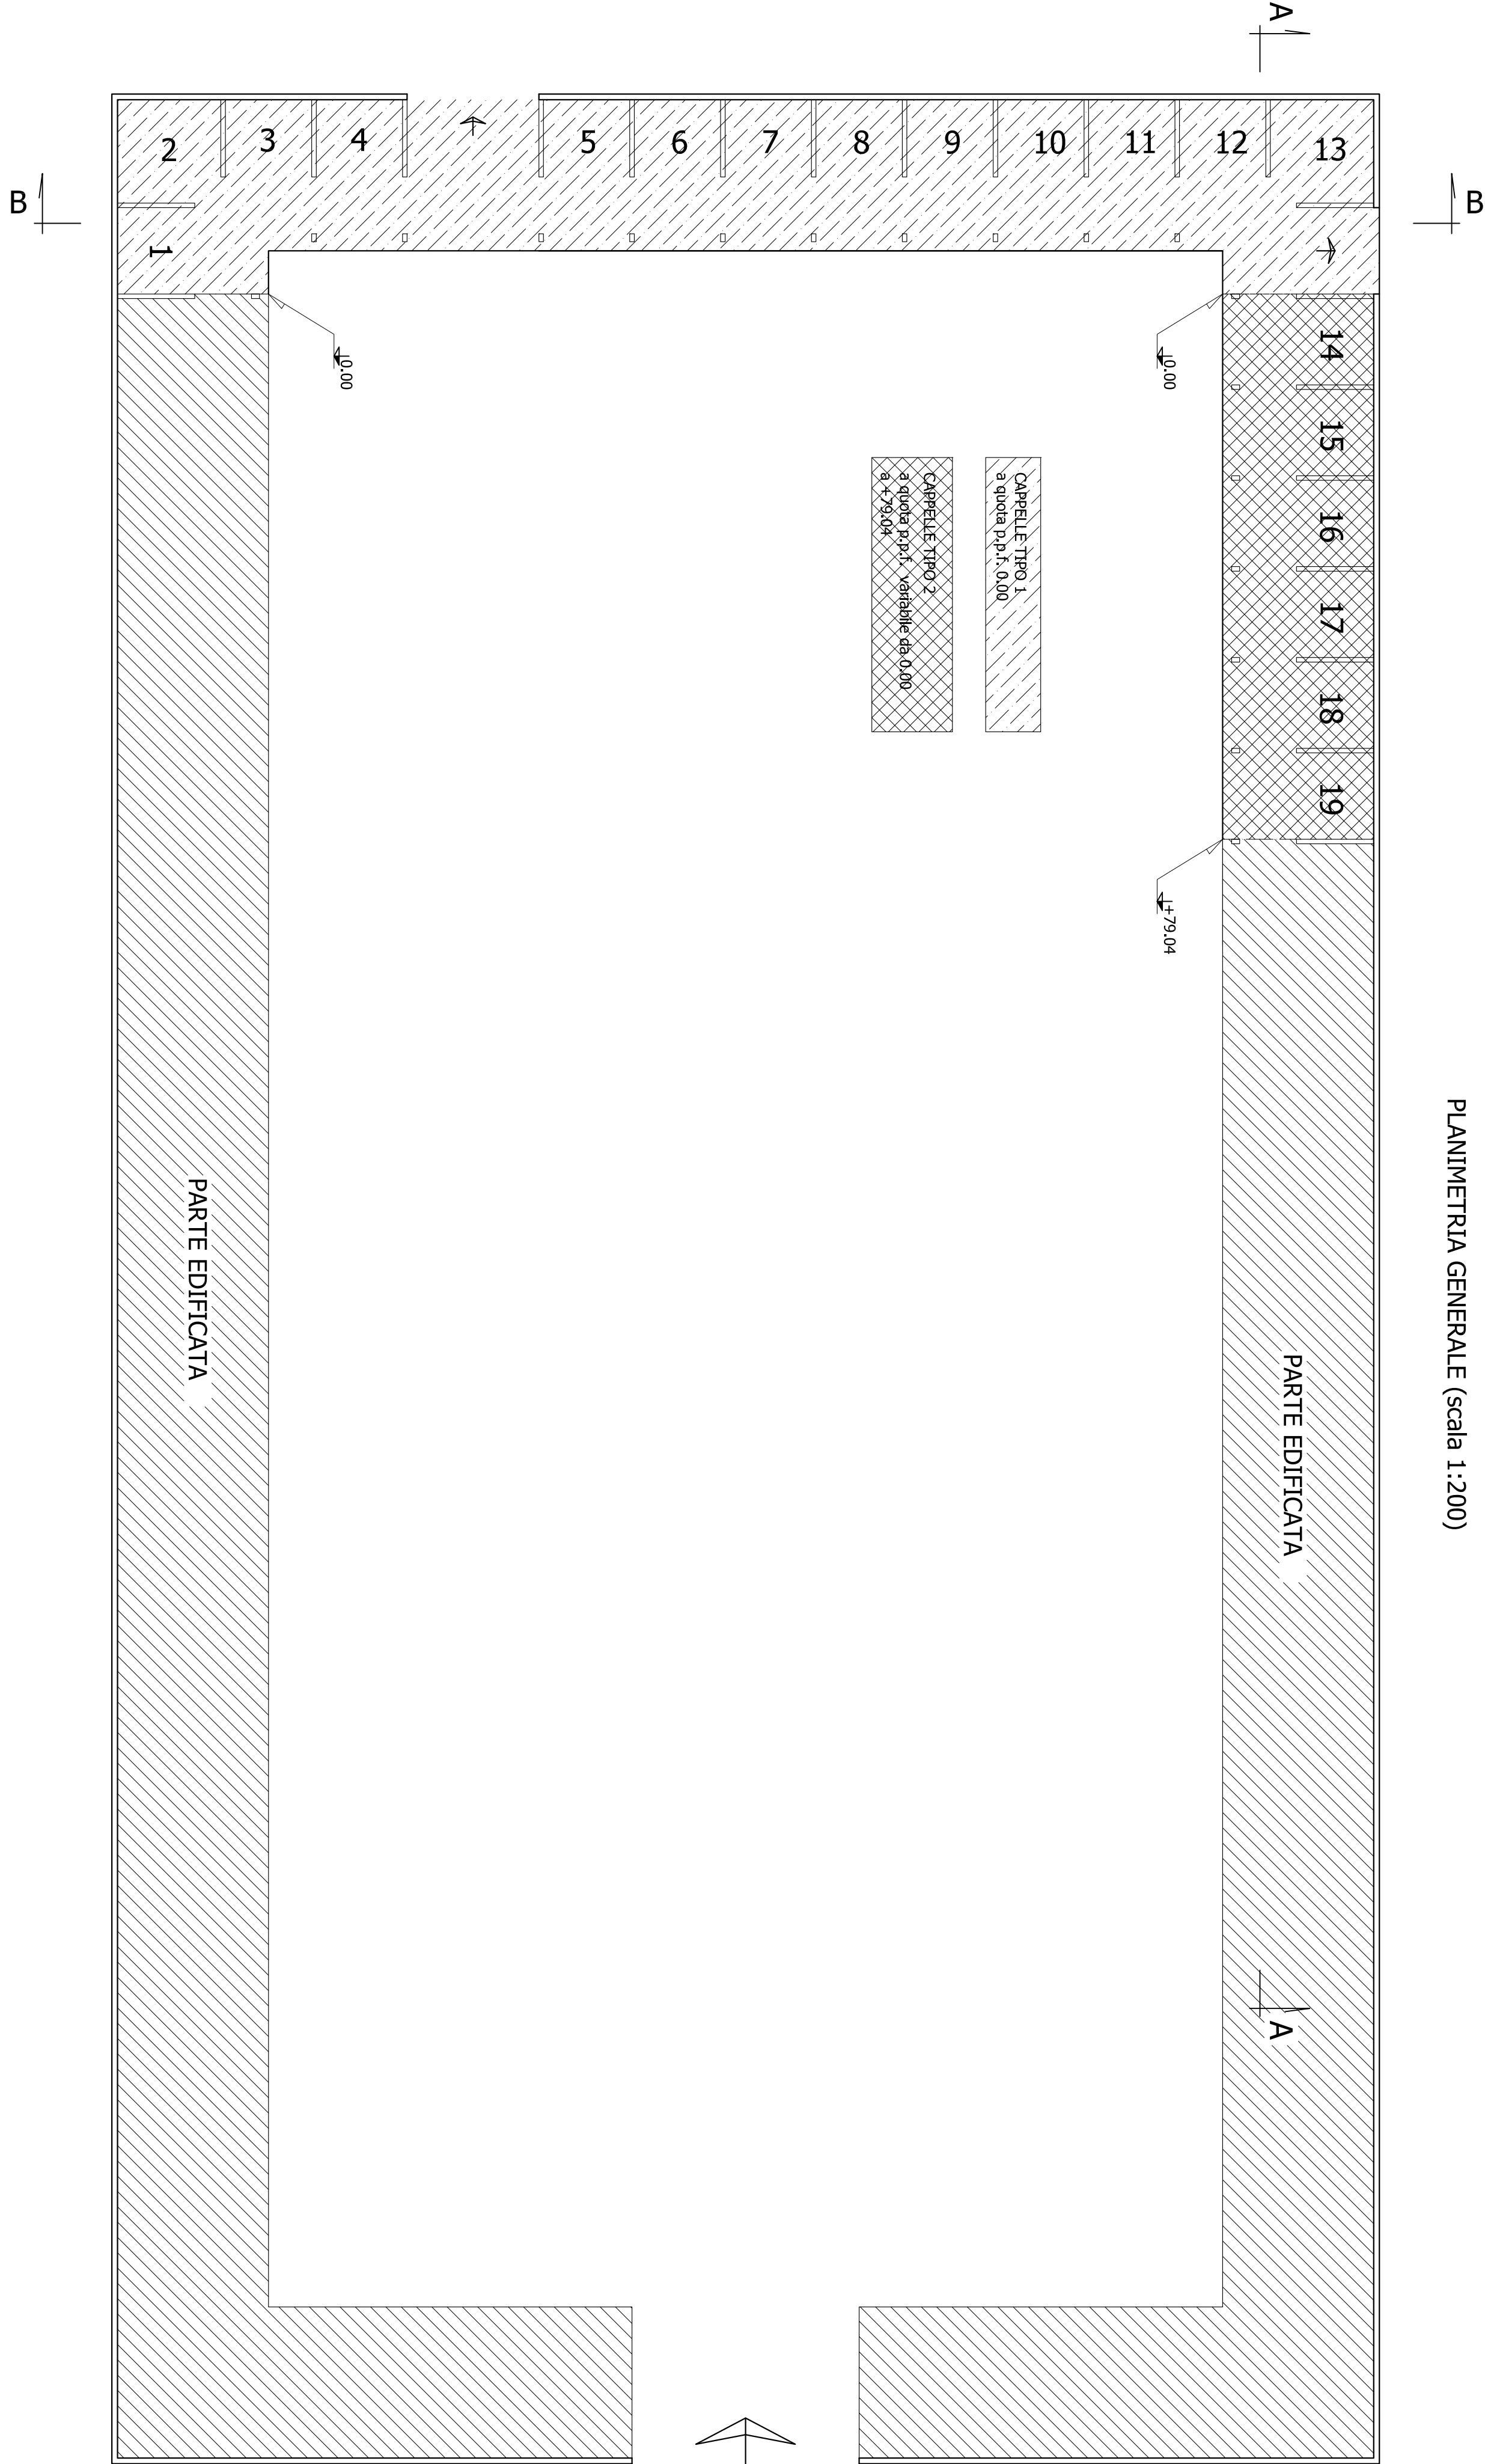 PLANIMETRIA GENERALE (scala 1:200)
A
B
B
2
3
4
5
6
7
8
9
10
11
12
13
1
14
15
16
17
18
19
0.00
0.00
+79.04
CAPPELLE TIPO 1
a quota p.p.f. 0.00
CAPPELLE TIPO 2
a quota p.p.f. variabile da 0.00
a +79.04
PARTE EDIFICATA
PARTE EDIFICATA
A